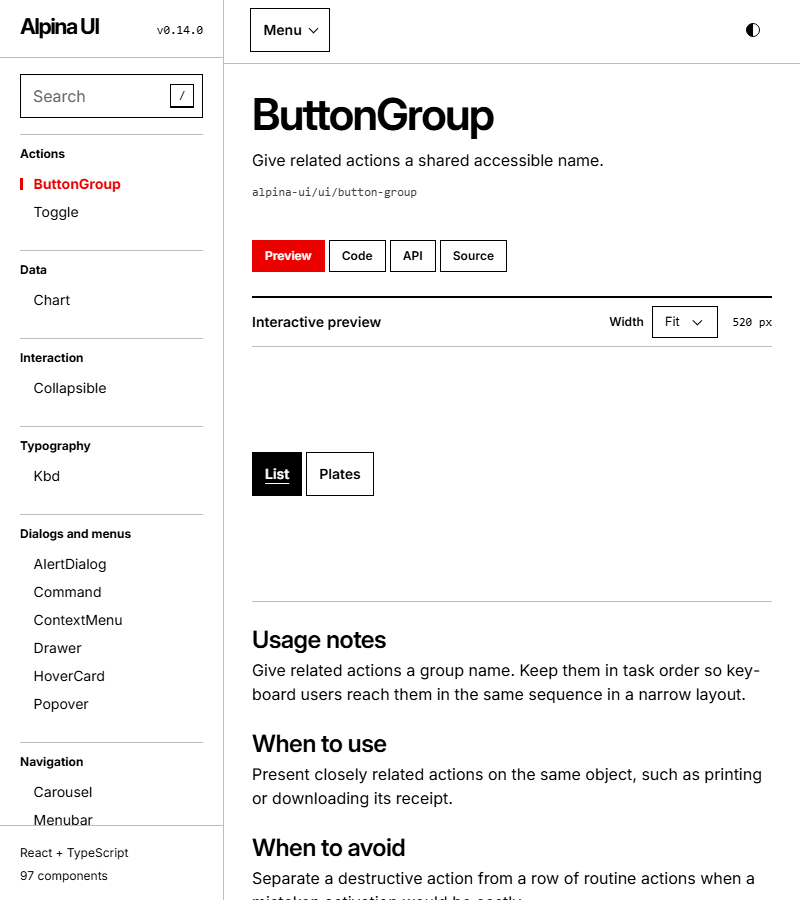 Alpina UI
v0.14.0
Search
/
Actions
ButtonGroup
Toggle
Data
Chart
Interaction
Collapsible
Typography
Kbd
Dialogs and menus
AlertDialog
Command
ContextMenu
Drawer
HoverCard
Popover
Navigation
Carousel
Menubar
React + TypeScript
97 components
Menu
ButtonGroup
Give related actions a shared accessible name.
alpina-ui/ui/button-group
Preview
Code
API
Source
Interactive preview
Width
Fit
520 px
List
Plates
Usage notes
Give related actions a group name. Keep them in task order so key-
board users reach them in the same sequence in a narrow layout.
When to use
Present closely related actions on the same object, such as printing
or downloading its receipt.
When to avoid
Separate a destructive action from a row of routine actions when a
mistaken activation would be costly.